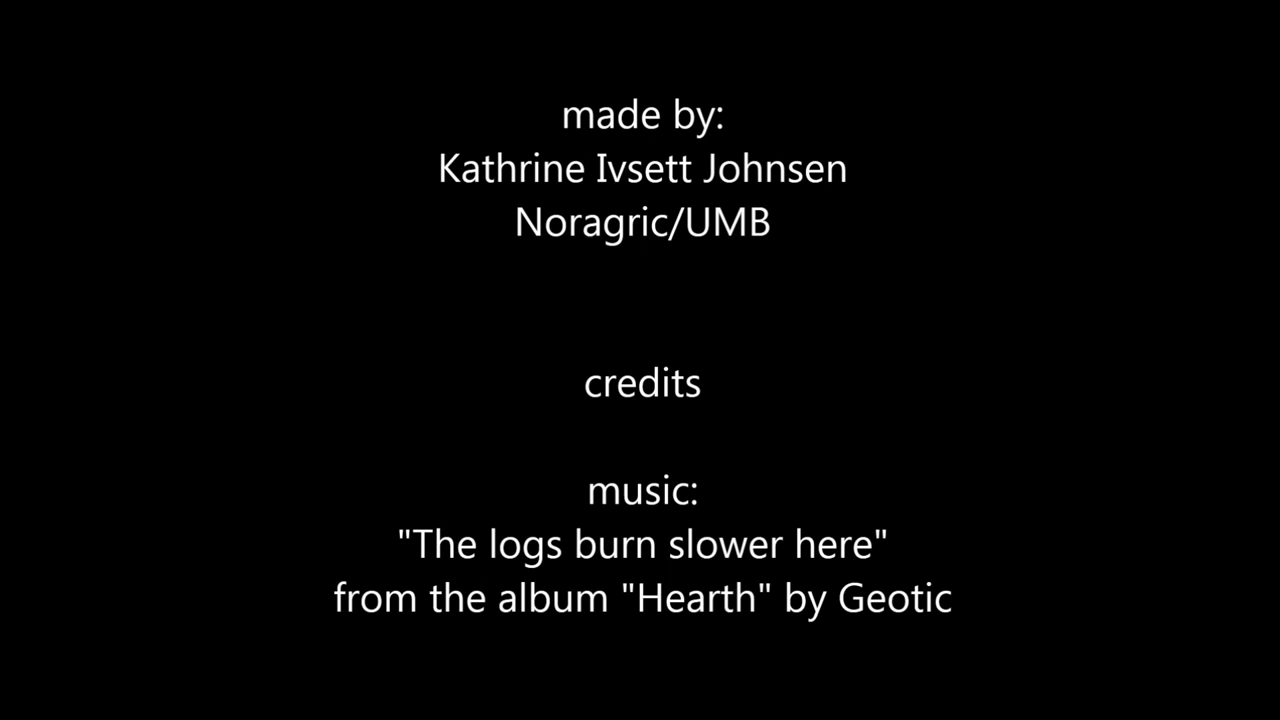 made by:
Kathrine Ivsett Johnsen
Noragric/UMB
credits
music:
"The logs burn slower here"
from the album "Hearth" by Geotic